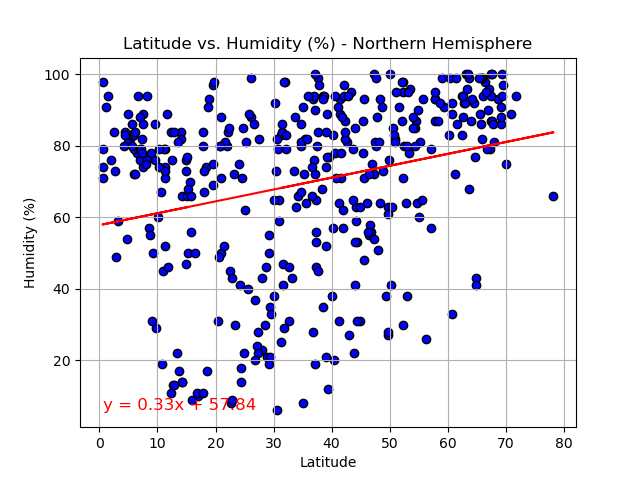 Latitude vs. Humidity (%) - Northern Hemisphere
100
80
60
40
20
Humidity (%)
y = 0.33x + 57.84
0 10 20 30 40 50 60 70 80
Latitude